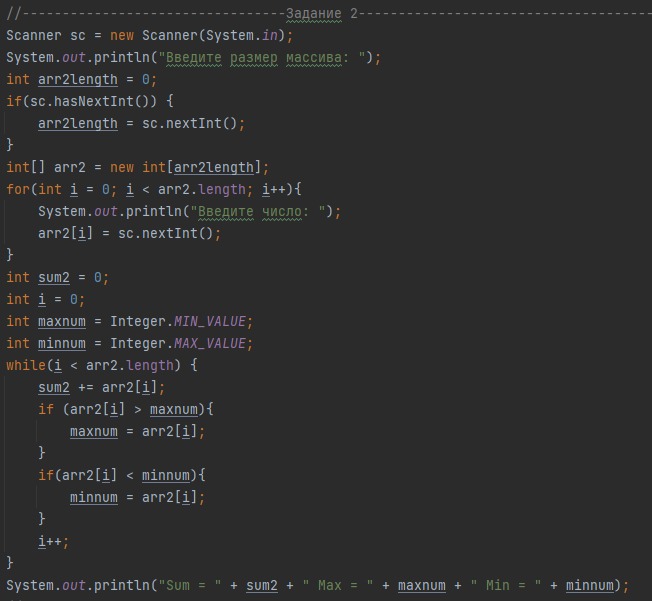 //---------------------------------Задание 2-------------------------------------
Scanner sc = new Scanner(System.in);
System.out.println("Введите размер массива: ");
int arr2length = 0;
if(sc.hasNextInt()) {
    arr2length = sc.nextInt();
}
int[] arr2 = new int[arr2length];
for(int i = 0; i < arr2.length; i++){
    System.out.println("Введите число: ");
    arr2[i] = sc.nextInt();
}
int sum2 = 0;
int i = 0;
int maxnum = Integer.MIN_VALUE;
int minnum = Integer.MAX_VALUE;
while(i < arr2.length) {
    sum2 += arr2[i];
    if (arr2[i] > maxnum){
        maxnum = arr2[i];
    }
    if(arr2[i] < minnum){
        minnum = arr2[i];
    }
    i++;
}
System.out.println("Sum = " + sum2 + " Max = " + maxnum + " Min = " + minnum);